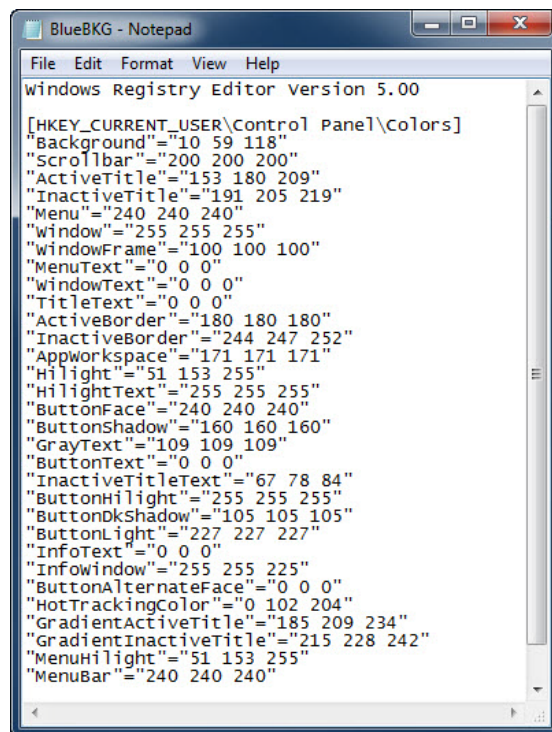 BlueBKG - Notepad
File Edit Format View Help
Windows Registry Editor Version 5.00

[HKEY_CURRENT_USER\Control Panel\Colors]
"Background"="10 59 118"
"Scrollbar"="200 200 200"
"ActiveTitle"="153 180 209"
"InactiveTitle"="191 205 219"
"Menu"="240 240 240"
"Window"="255 255 255"
"WindowFrame"="100 100 100"
"MenuText"="0 0 0"
"WindowText"="0 0 0"
"TitleText"="0 0 0"
"ActiveBorder"="180 180 180"
"InactiveBorder"="244 247 252"
"AppWorkspace"="171 171 171"
"Hilight"="51 153 255"
"HilightText"="255 255 255"
"ButtonFace"="240 240 240"
"ButtonShadow"="160 160 160"
"GrayText"="109 109 109"
"ButtonText"="0 0 0"
"InactiveTitleText"="67 78 84"
"ButtonHilight"="255 255 255"
"ButtonDkShadow"="105 105 105"
"ButtonLight"="227 227 227"
"InfoText"="0 0 0"
"InfoWindow"="255 255 225"
"ButtonAlternateFace"="0 0 0"
"HotTrackingColor"="0 102 204"
"GradientActiveTitle"="185 209 234"
"GradientInactiveTitle"="215 228 242"
"MenuHilight"="51 153 255"
"MenuBar"="240 240 240"